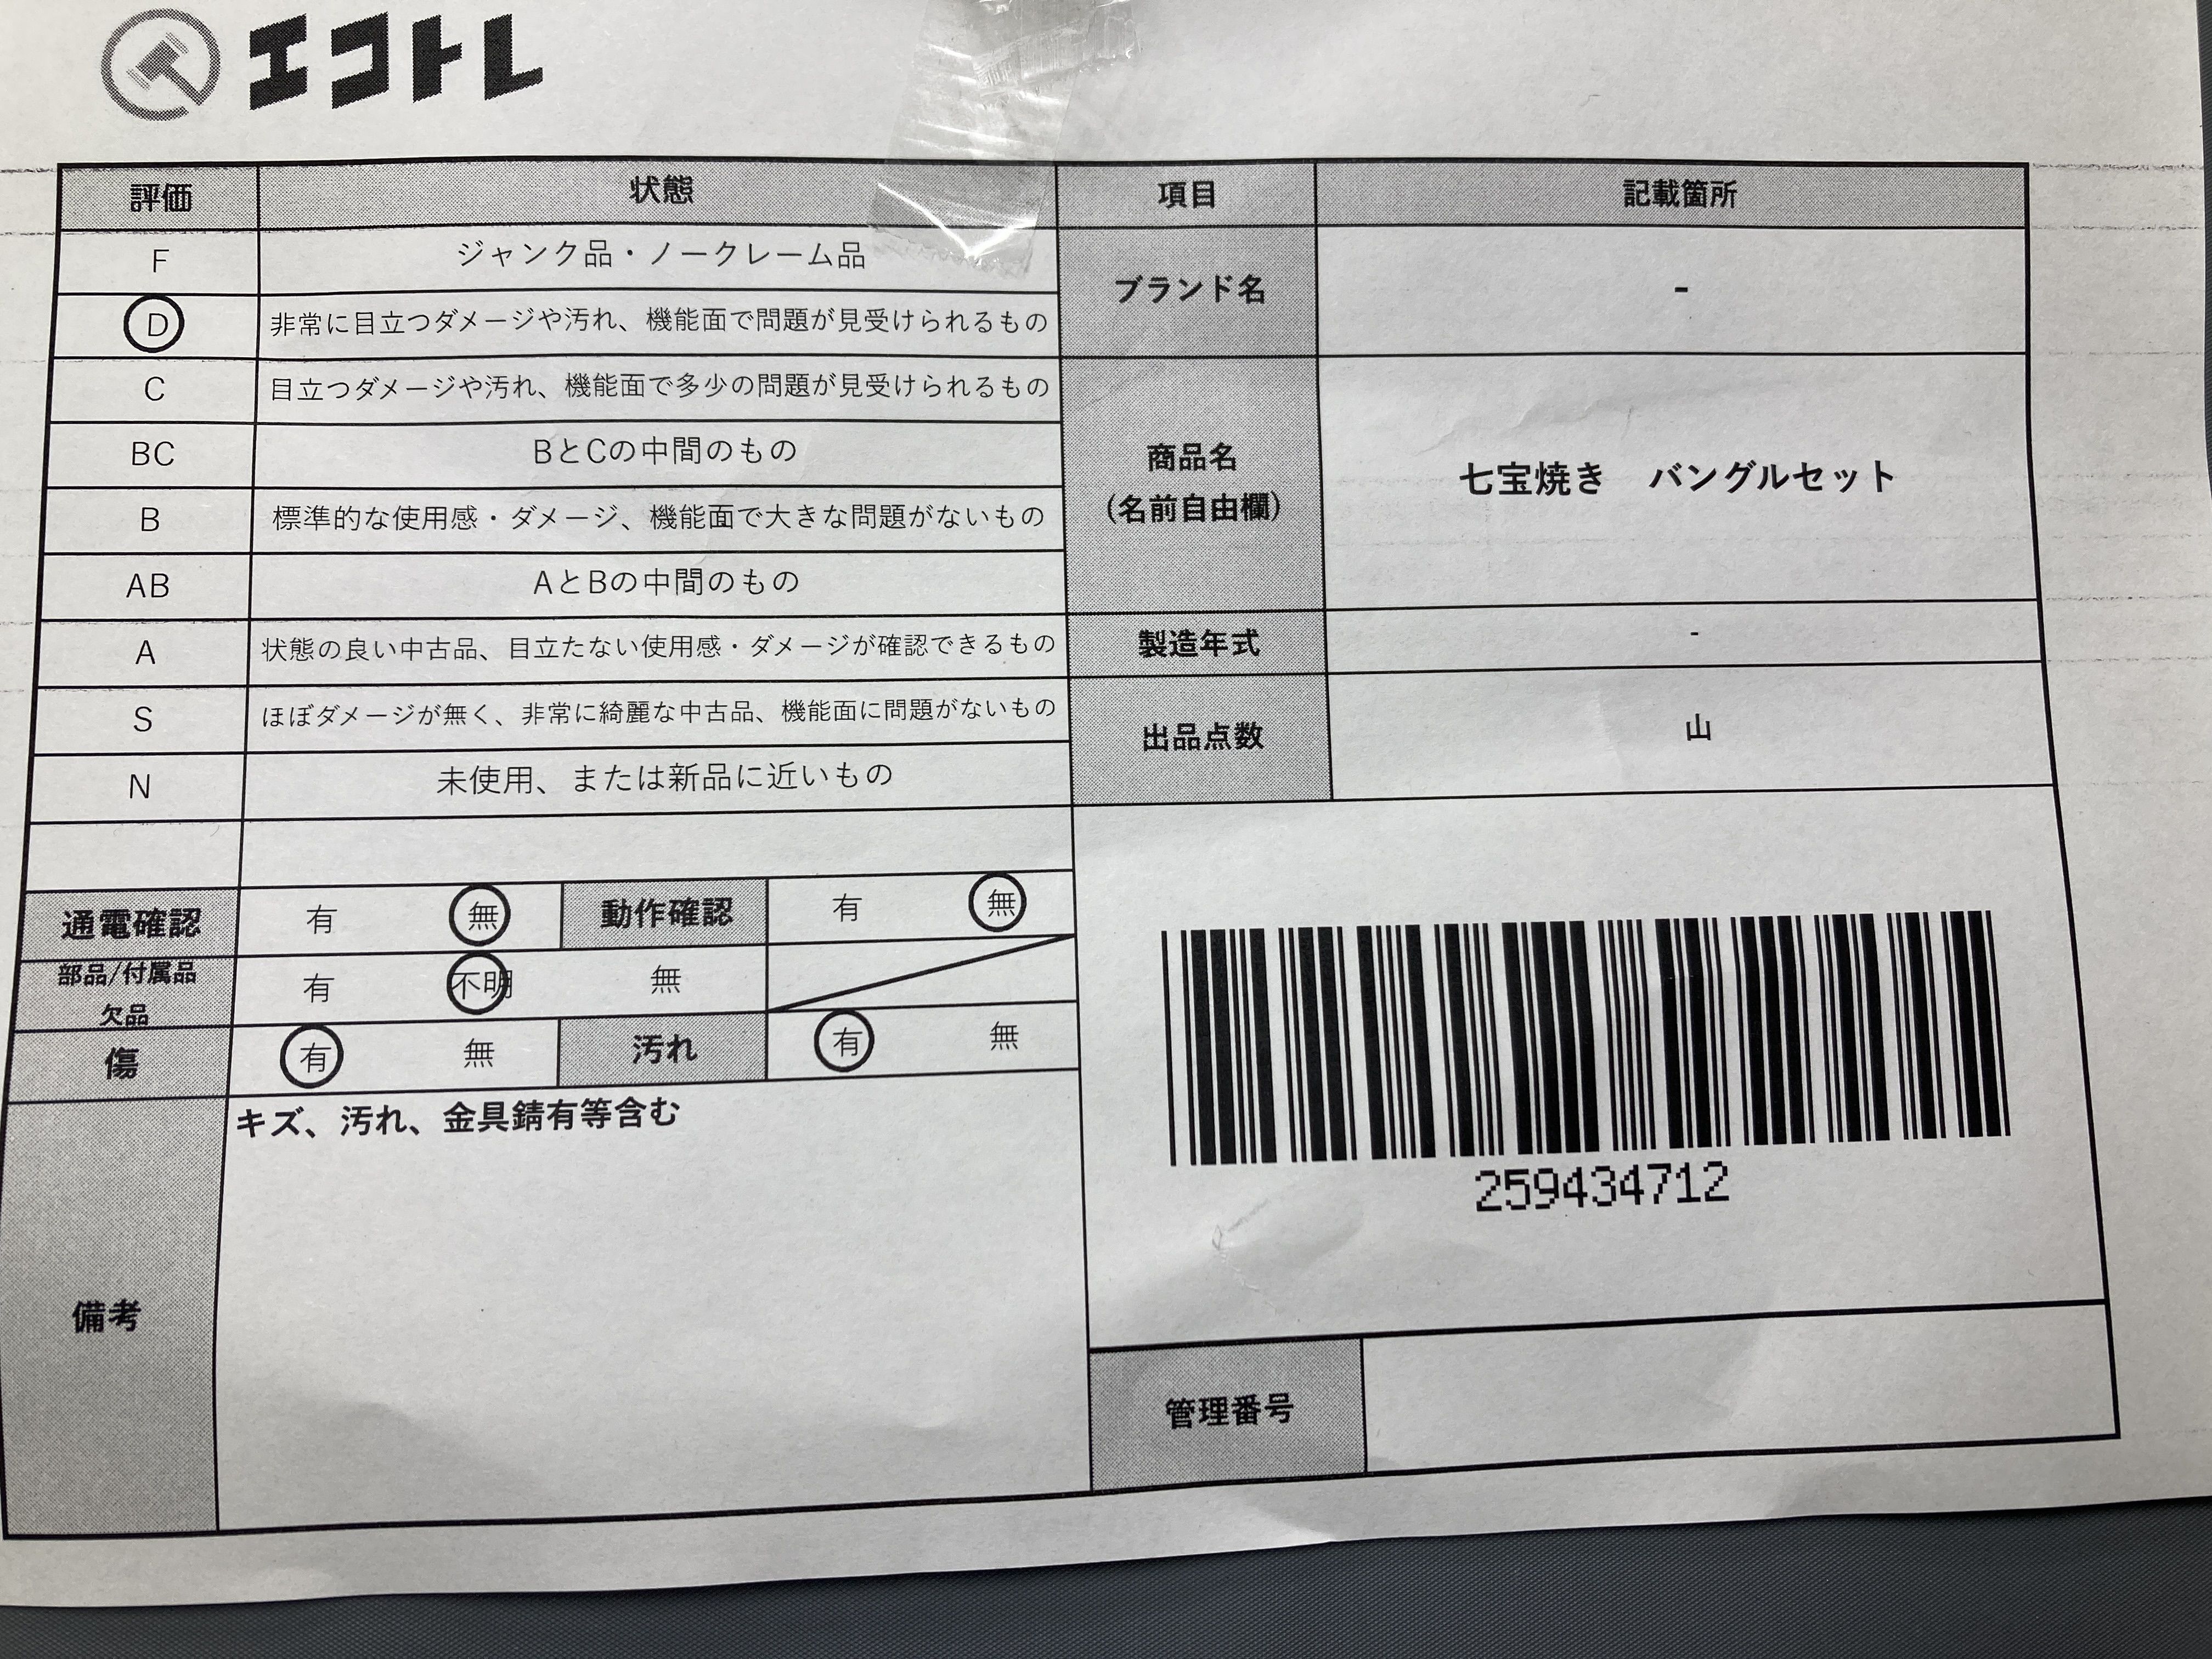 エコトレ
評価 状態 項目 記載箇所
F ジャンク品・ノークレーム品
D 非常に目立つダメージや汚れ、機能面で問題が見受けられるもの
ブランド名 -
C 目立つダメージや汚れ、機能面で多少の問題が見受けられるもの
BC BとCの中間のもの
B 標準的な使用感・ダメージ、機能面で大きな問題がないもの
AB AとBの中間のもの
商品名
(名前自由欄)
七宝焼き バングルセット
A 状態の良い中古品、目立たない使用感・ダメージが確認できるもの
製造年式 -
S ほぼダメージが無く、非常に綺麗な中古品、機能面に問題がないもの
出品点数 山
N 未使用、または新品に近いもの
通電確認 有 無 動作確認 有 無
部品/付属品
欠品
有 不明 無
傷 有 無 汚れ 有 無
備考
キズ、汚れ、金具錆有等含む
259434712
管理番号